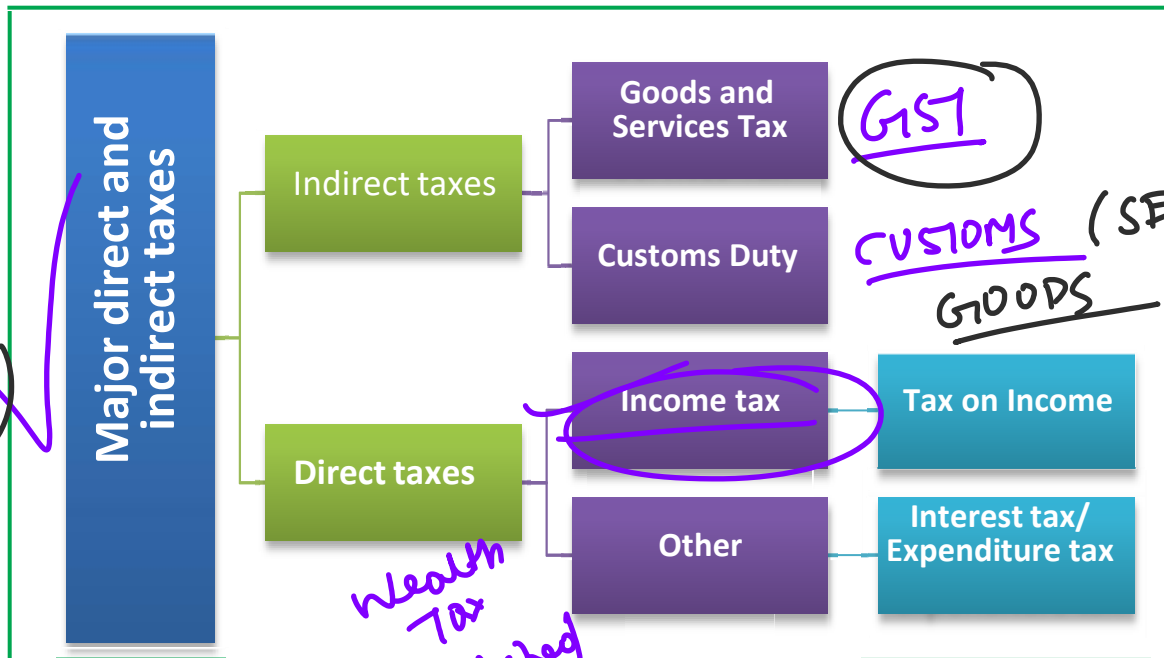 Major direct and
indirect taxes
Indirect taxes
Goods and
Services Tax
GST
Customs Duty
CUSTOMS
GOODS
Direct taxes
Income tax
Tax on Income
Other
Interest tax/
Expenditure tax
Wealth
Tax